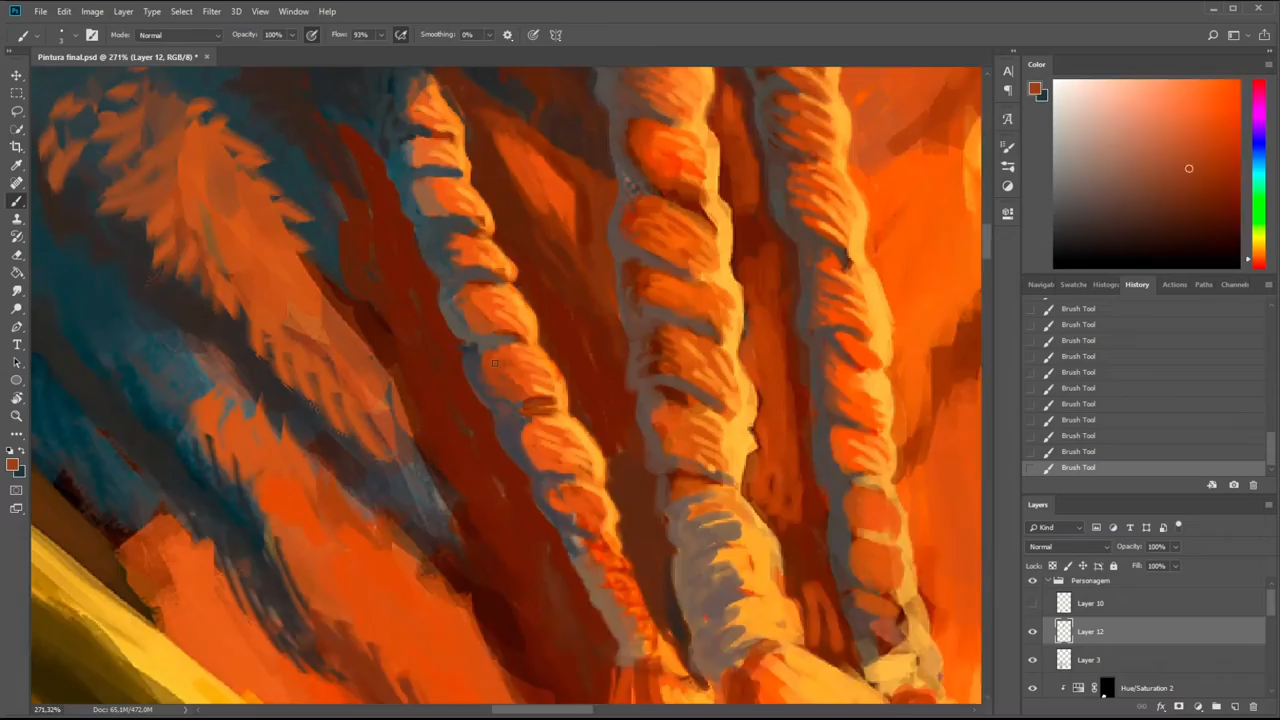 Ps File Edit Image Layer Type Select Filter 3D View Window Help
3 Mode: Normal Opacity: 100% Flow: 93% Smoothing: 0%
Pintura final.psd @ 271% (Layer 12, RGB/8) * ×
Color
Navigat Swatche Histogra History Actions Paths Channels
Brush Tool
Brush Tool
Brush Tool
Brush Tool
Brush Tool
Brush Tool
Brush Tool
Brush Tool
Brush Tool
Brush Tool
Brush Tool
Layers
Kind
Normal Opacity: 100%
Lock: Fill: 100%
Personagem
Layer 10
Layer 12
Layer 3
Hue/Saturation 2
271,32% Doc: 65,1M/472,0M